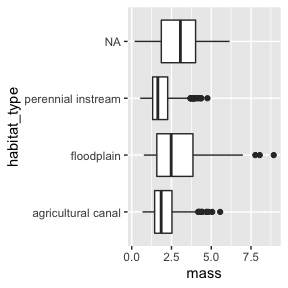 habitat_type
NA
perennial instream
floodplain
agricultural canal
0.0 2.5 5.0 7.5
mass